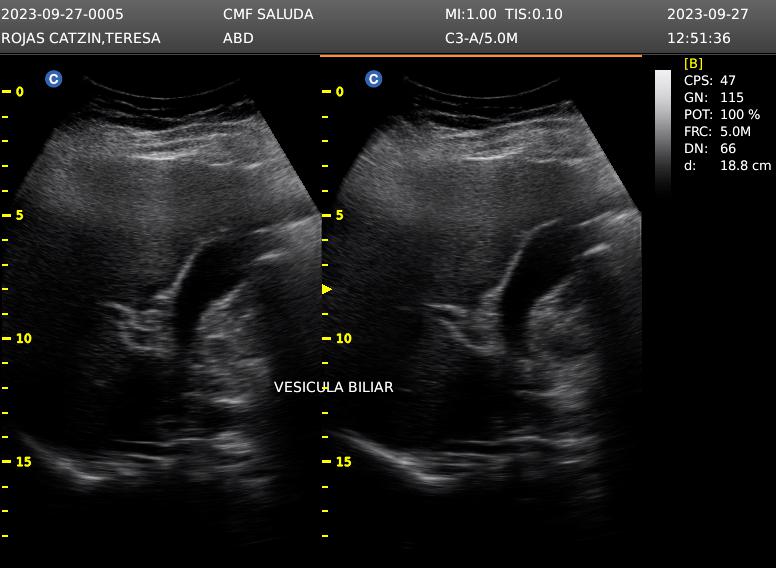 2023-09-27-0005 CMF SALUDA MI:1.00 TIS:0.10 2023-09-27
ROJAS CATZIN,TERESA ABD C3-A/5.0M 12:51:36
[B]
C C
CPS: 47
0 0
GN: 115
POT: 100 %
FRC: 5.0M
DN: 66
d: 18.8 cm
5 5
10 10
VESICULA BILIAR
15 15